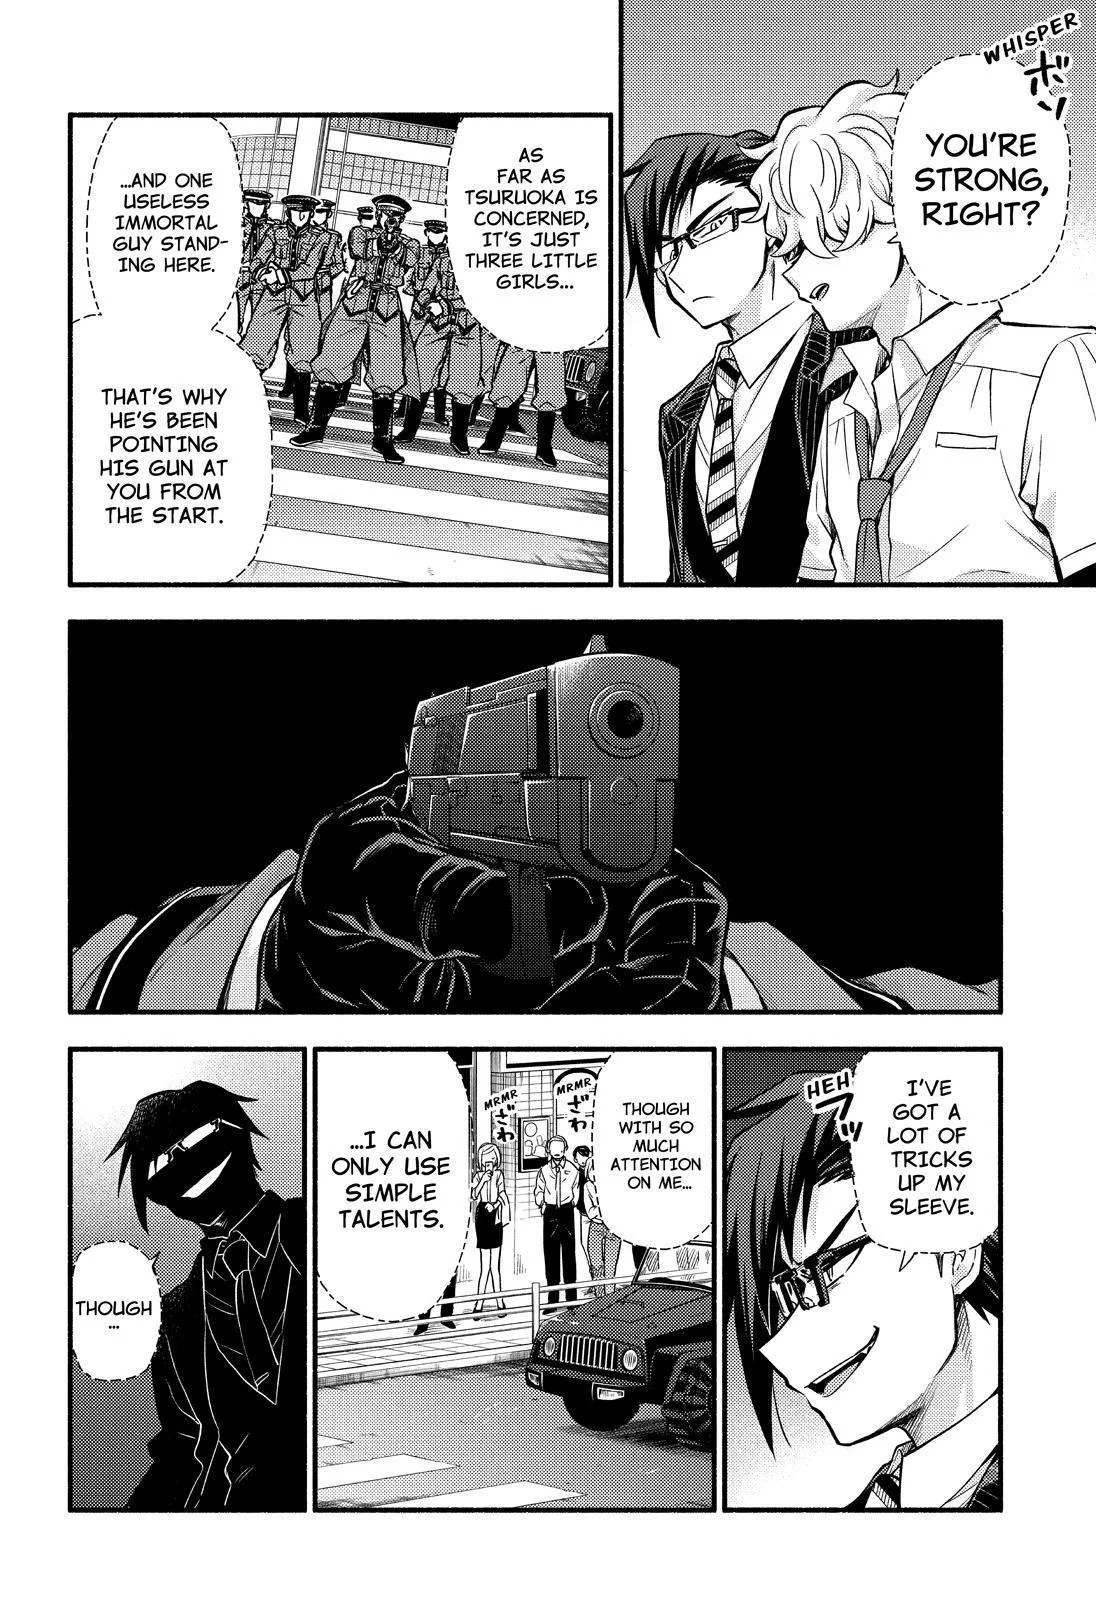 WHISPER
ボソッ
YOU'RE
STRONG,
RIGHT?
AS
FAR AS
TSURUOKA IS
CONCERNED,
IT'S JUST
THREE LITTLE
GIRLS...
...AND ONE
USELESS
IMMORTAL
GUY STAND-
ING HERE.
THAT'S WHY
HE'S BEEN
POINTING
HIS GUN AT
YOU FROM
THE START.
HEH
フッ
I'VE
GOT A
LOT OF
TRICKS
UP MY
SLEEVE.
MRMR
ざわ
MRMR
ざわ
THOUGH
WITH SO
MUCH
ATTENTION
ON ME...
...I CAN
ONLY USE
SIMPLE
TALENTS.
THOUGH
...